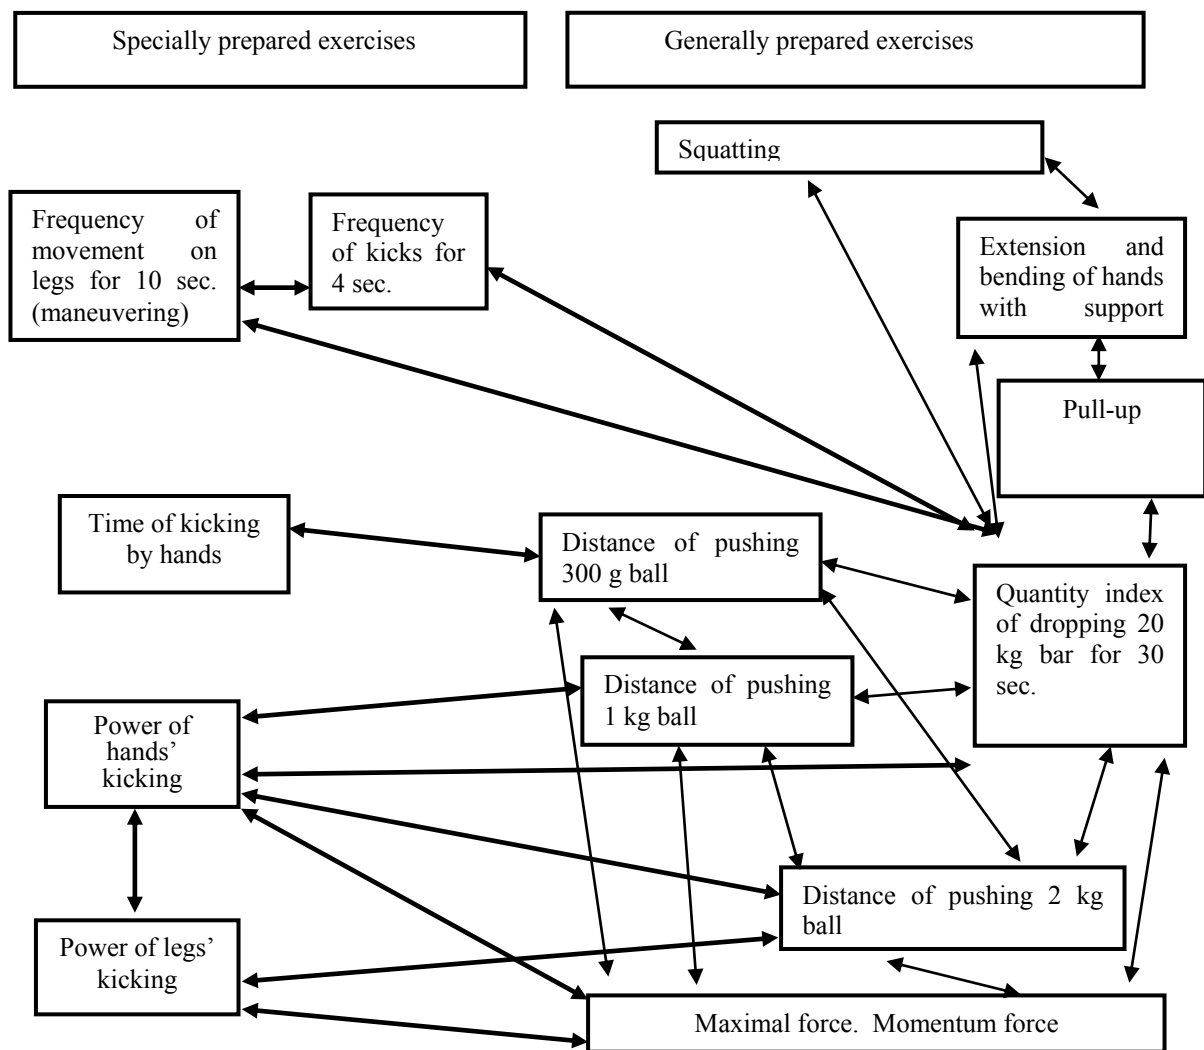 Specially prepared exercises
Generally prepared exercises
Squatting
Frequency of
movement on
legs for 10 sec.
(maneuvering)
Frequency
of kicks for
4 sec.
Extension and
bending of hands
with support
Pull-up
Time of kicking
by hands
Distance of pushing
300 g ball
Quantity index
of dropping 20
kg bar for 30
sec.
Distance of pushing
1 kg ball
Power of
hands’
kicking
Distance of pushing 2 kg
ball
Power of legs’
kicking
Maximal force. Momentum force